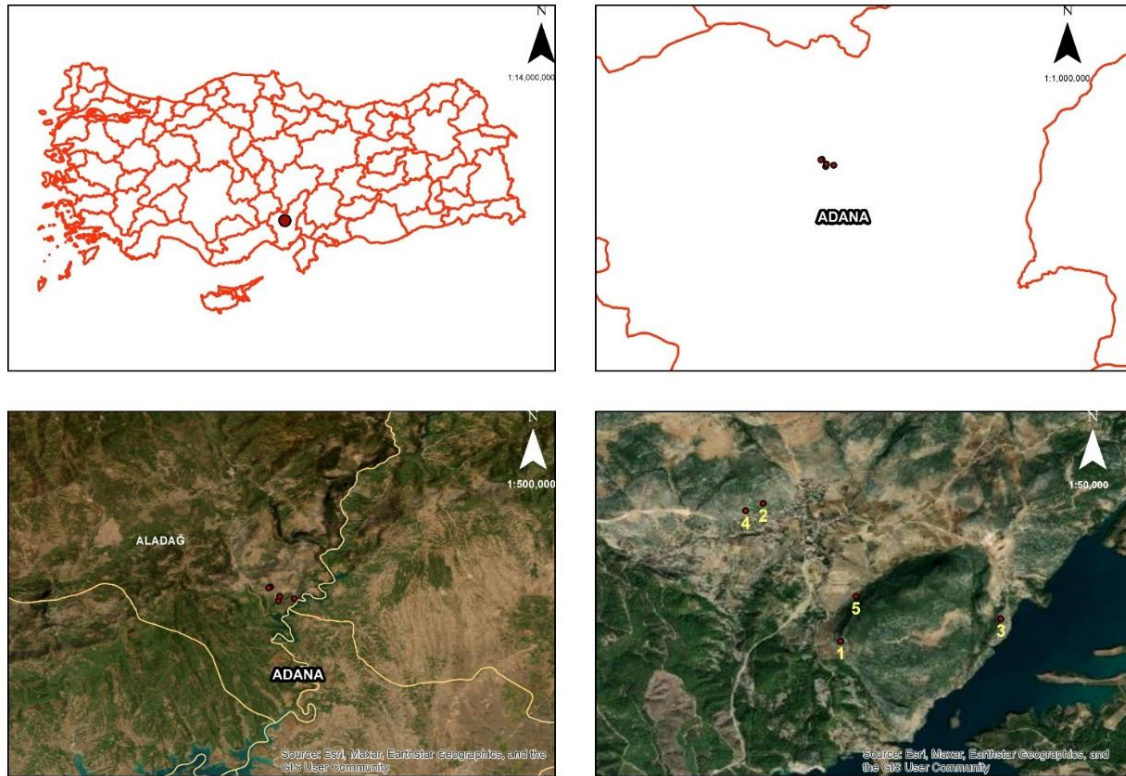 N
1:14,000,000
N
1:1,000,000
ADANA
N
1:500,000
ALADAĞ
ADANA
Source: Esri, Maxar, Earthstar Geographics, and the
GIS User Community
N
1:50,000
2
4
5
3
1
Source: Esri, Maxar, Earthstar Geographics, and
the GIS User Community